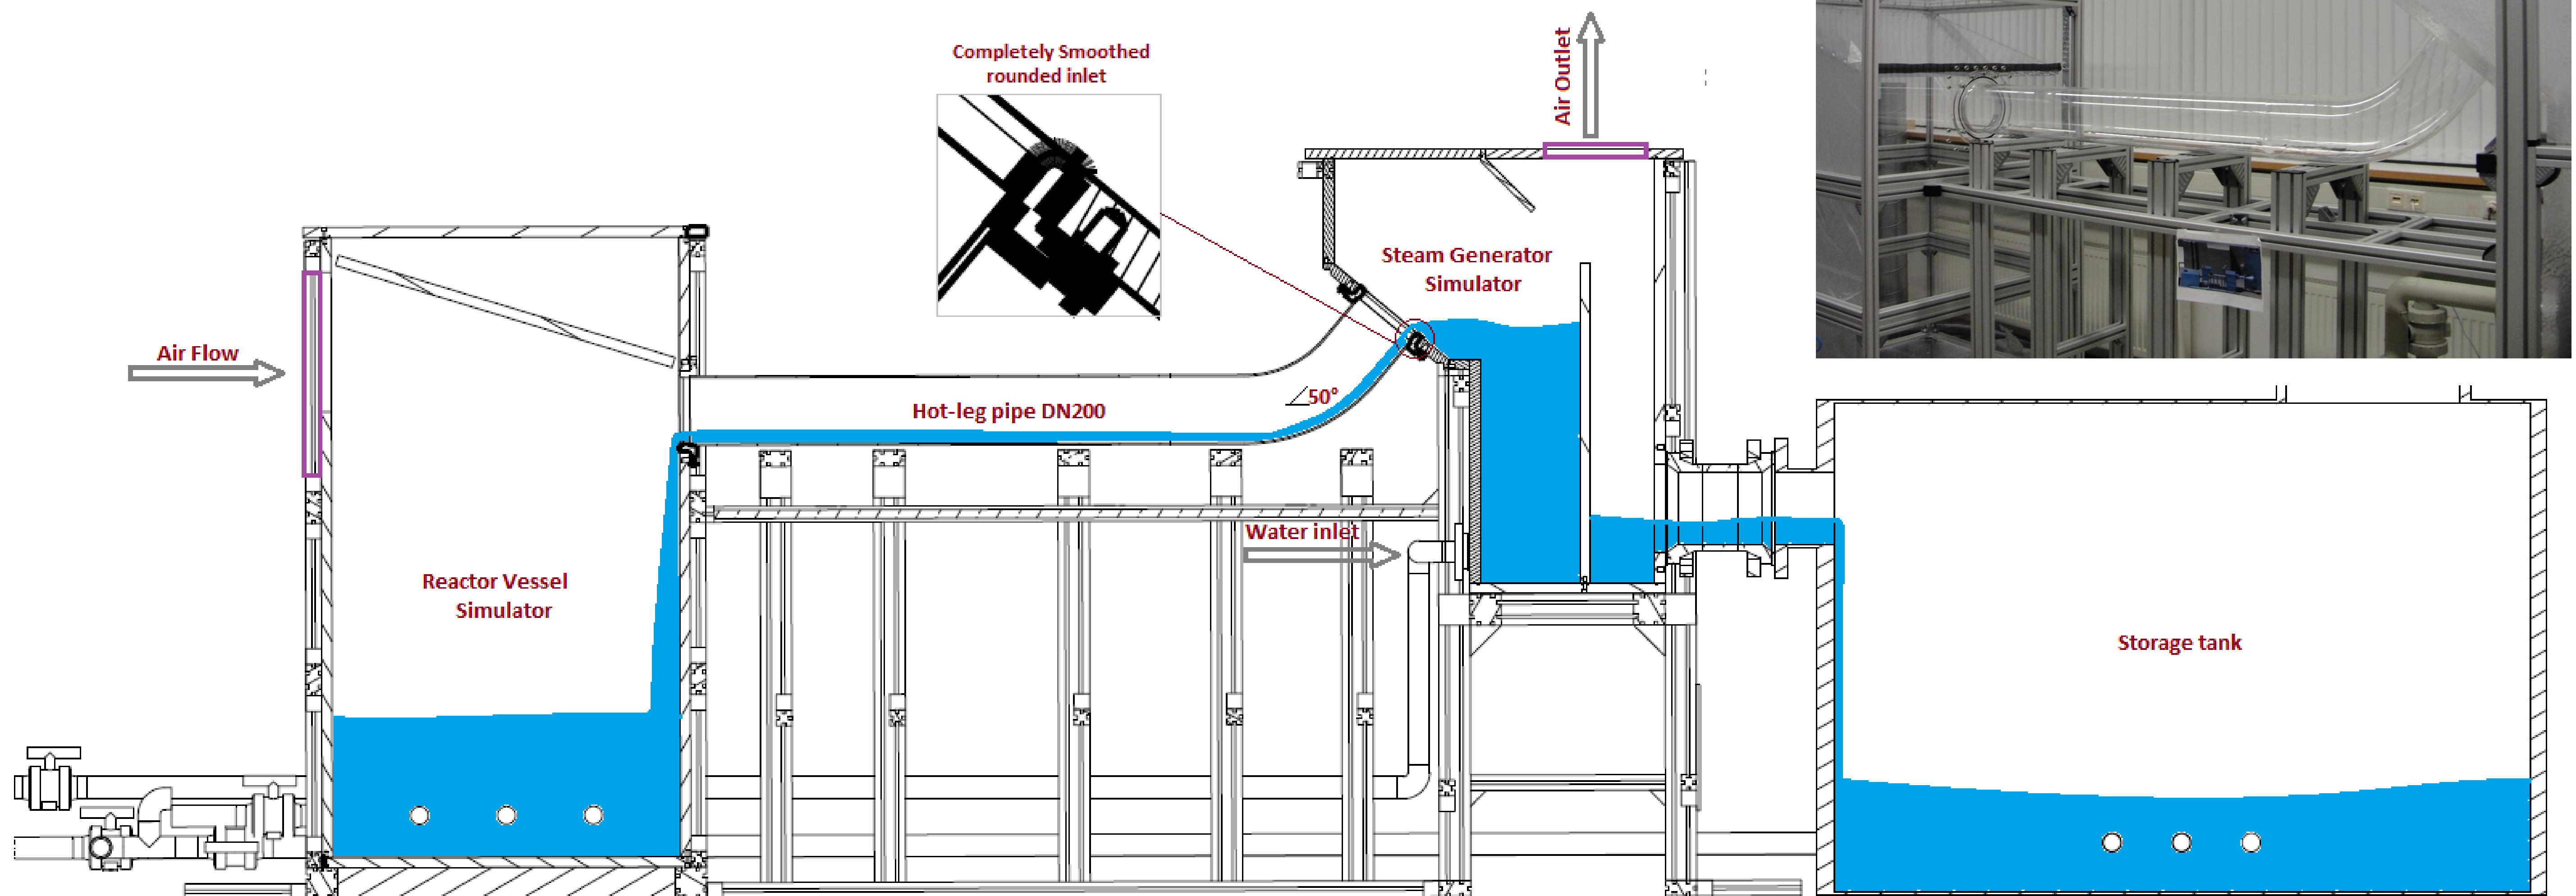 Completely Smoothed
rounded inlet
Air Outlet
Steam Generator
Simulator
Air Flow
50°
Hot-leg pipe DN200
Water inlet
Reactor Vessel
Simulator
Storage tank